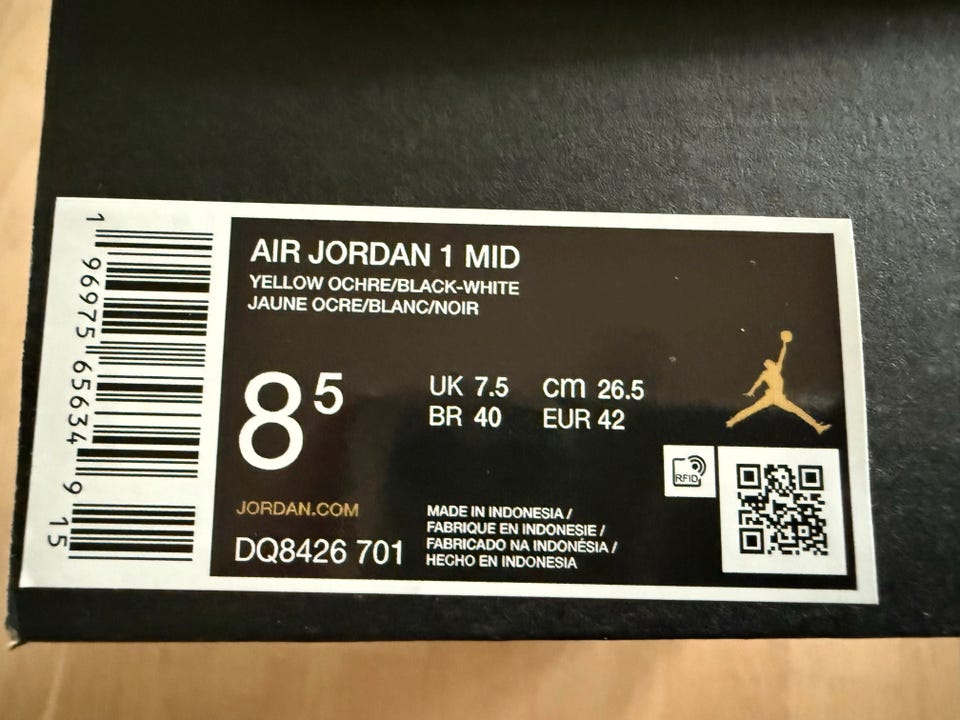 1 96975 65634 9 15
AIR JORDAN 1 MID
YELLOW OCHRE/BLACK-WHITE
JAUNE OCRE/BLANC/NOIR
8 5
UK 7.5 cm 26.5
BR 40 EUR 42
RFID
JORDAN.COM
DQ8426 701
MADE IN INDONESIA /
FABRIQUE EN INDONESIE /
FABRICADO NA INDONÉSIA /
HECHO EN INDONESIA